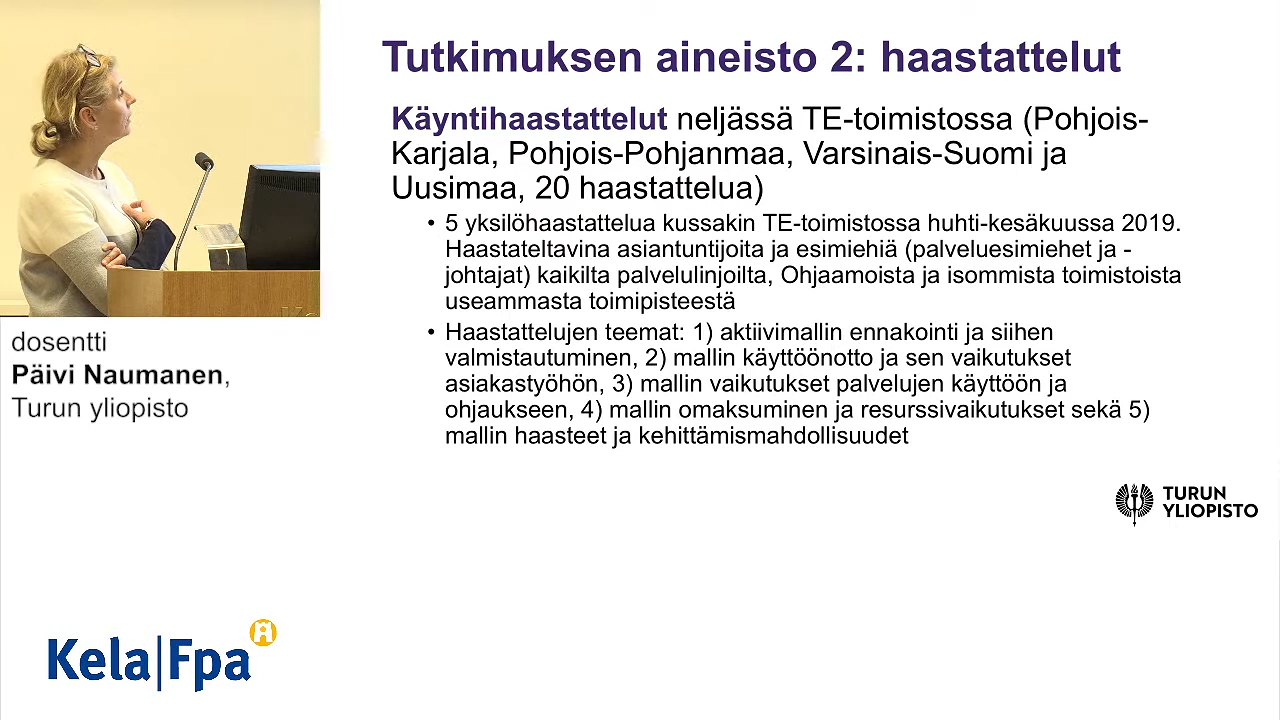 Tutkimuksen aineisto 2: haastattelut
Käyntihaastattelut neljässä TE-toimistossa (Pohjois-
Karjala, Pohjois-Pohjanmaa, Varsinais-Suomi ja
Uusimaa, 20 haastattelua)
• 5 yksilöhaastattelua kussakin TE-toimistossa huhti-kesäkuussa 2019.
Haastateltavina asiantuntijoita ja esimiehiä (palveluesimiehet ja -
johtajat) kaikilta palvelulinjoilta, Ohjaamoista ja isommista toimistoista
useammasta toimipisteestä
• Haastattelujen teemat: 1) aktiivimallin ennakointi ja siihen
valmistautuminen, 2) mallin käyttöönotto ja sen vaikutukset
asiakastyöhön, 3) mallin vaikutukset palvelujen käyttöön ja
ohjaukseen, 4) mallin omaksuminen ja resurssivaikutukset sekä 5)
mallin haasteet ja kehittämismahdollisuudet
dosentti
Päivi Naumanen,
Turun yliopisto
TURUN
YLIOPISTO
Kela|Fpa